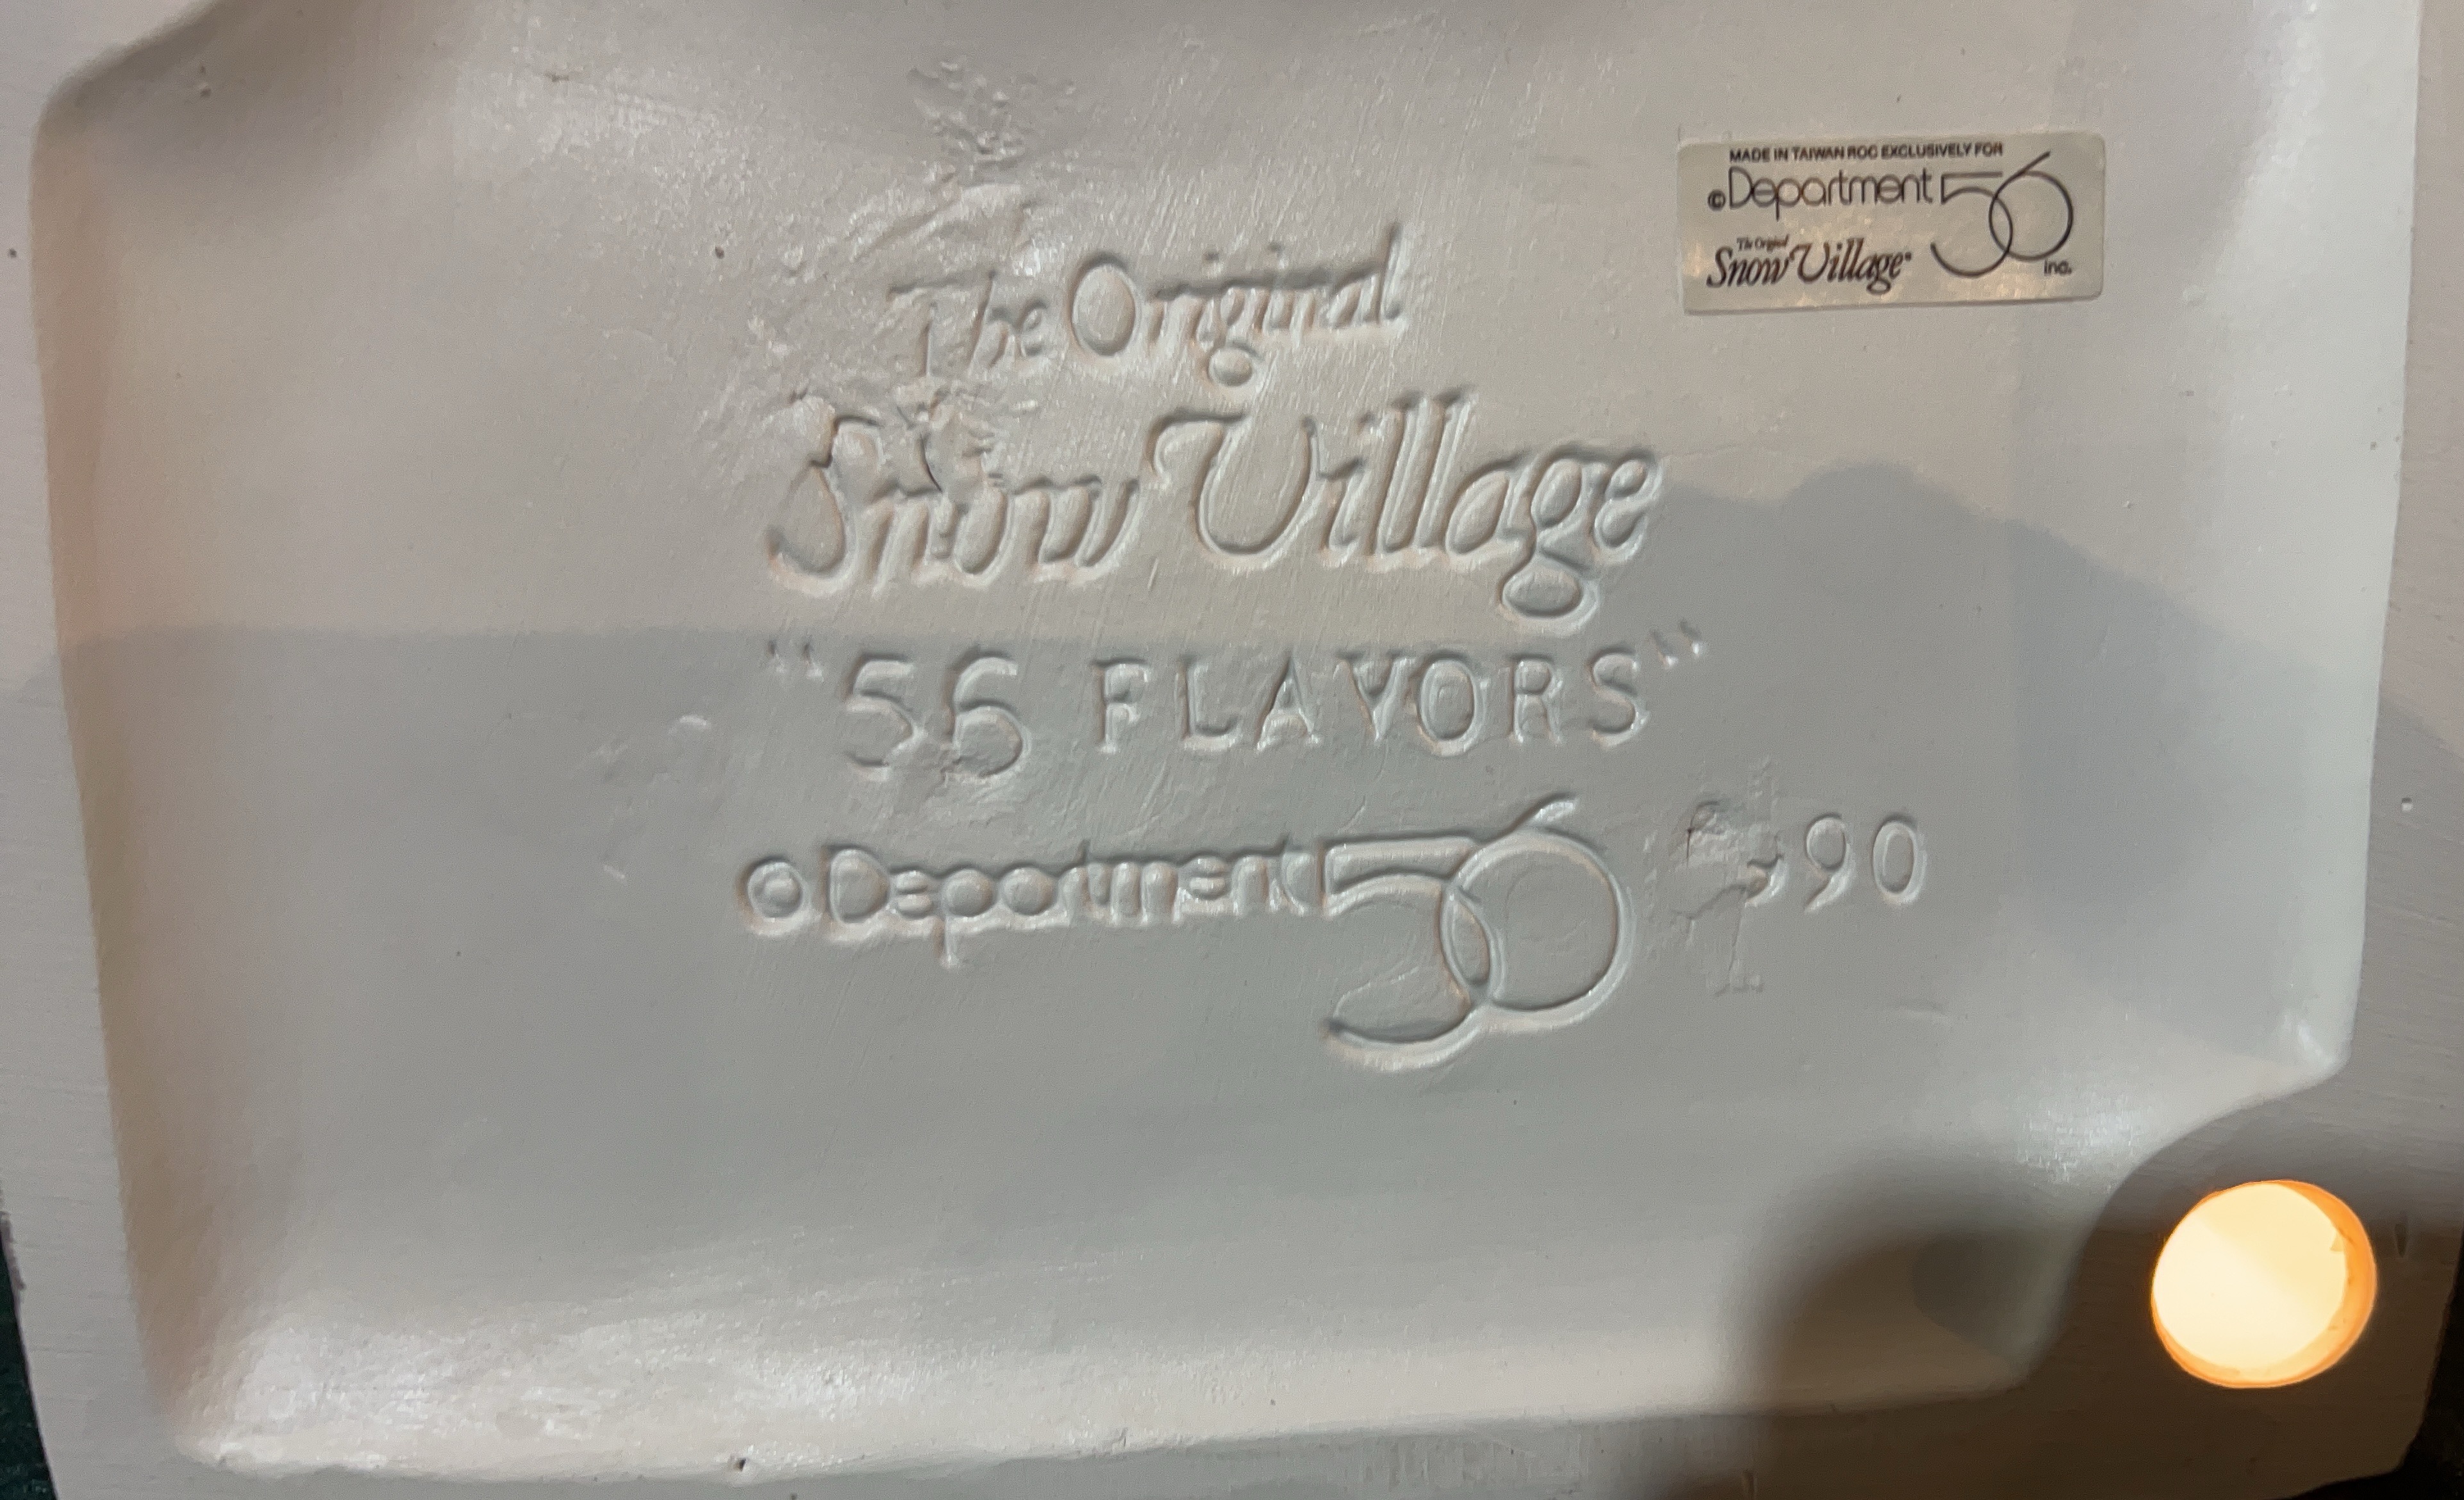 The Original
Snow Village
"56 FLAVORS"
© Department 56 90
MADE IN TAIWAN ROC EXCLUSIVELY FOR
© Department 56
The Original
Snow Village®
inc.